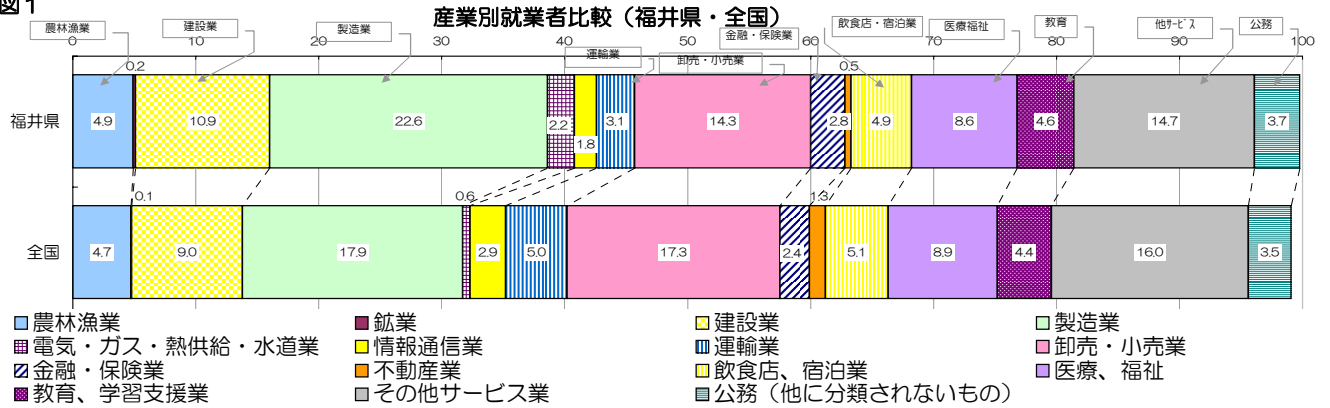 図1
産業別就業者比較（福井県・全国）
農林漁業 建設業 製造業 運輸業 卸売・小売業 金融・保険業 飲食店・宿泊業 医療福祉 教育 他サービス 公務
0 10 20 30 40 50 60 70 80 90 100
0.2 0.5
福井県 4.9 10.9 22.6 2.2 1.8 3.1 14.3 2.8 4.9 8.6 4.6 14.7 3.7
0.1 0.6 1.3
全国 4.7 9.0 17.9 2.9 5.0 17.3 2.4 5.1 8.9 4.4 16.0 3.5
農林漁業 鉱業 建設業 製造業
電気・ガス・熱供給・水道業 情報通信業 運輸業 卸売・小売業
金融・保険業 不動産業 飲食店、宿泊業 医療、福祉
教育、学習支援業 その他サービス業 公務（他に分類されないもの）